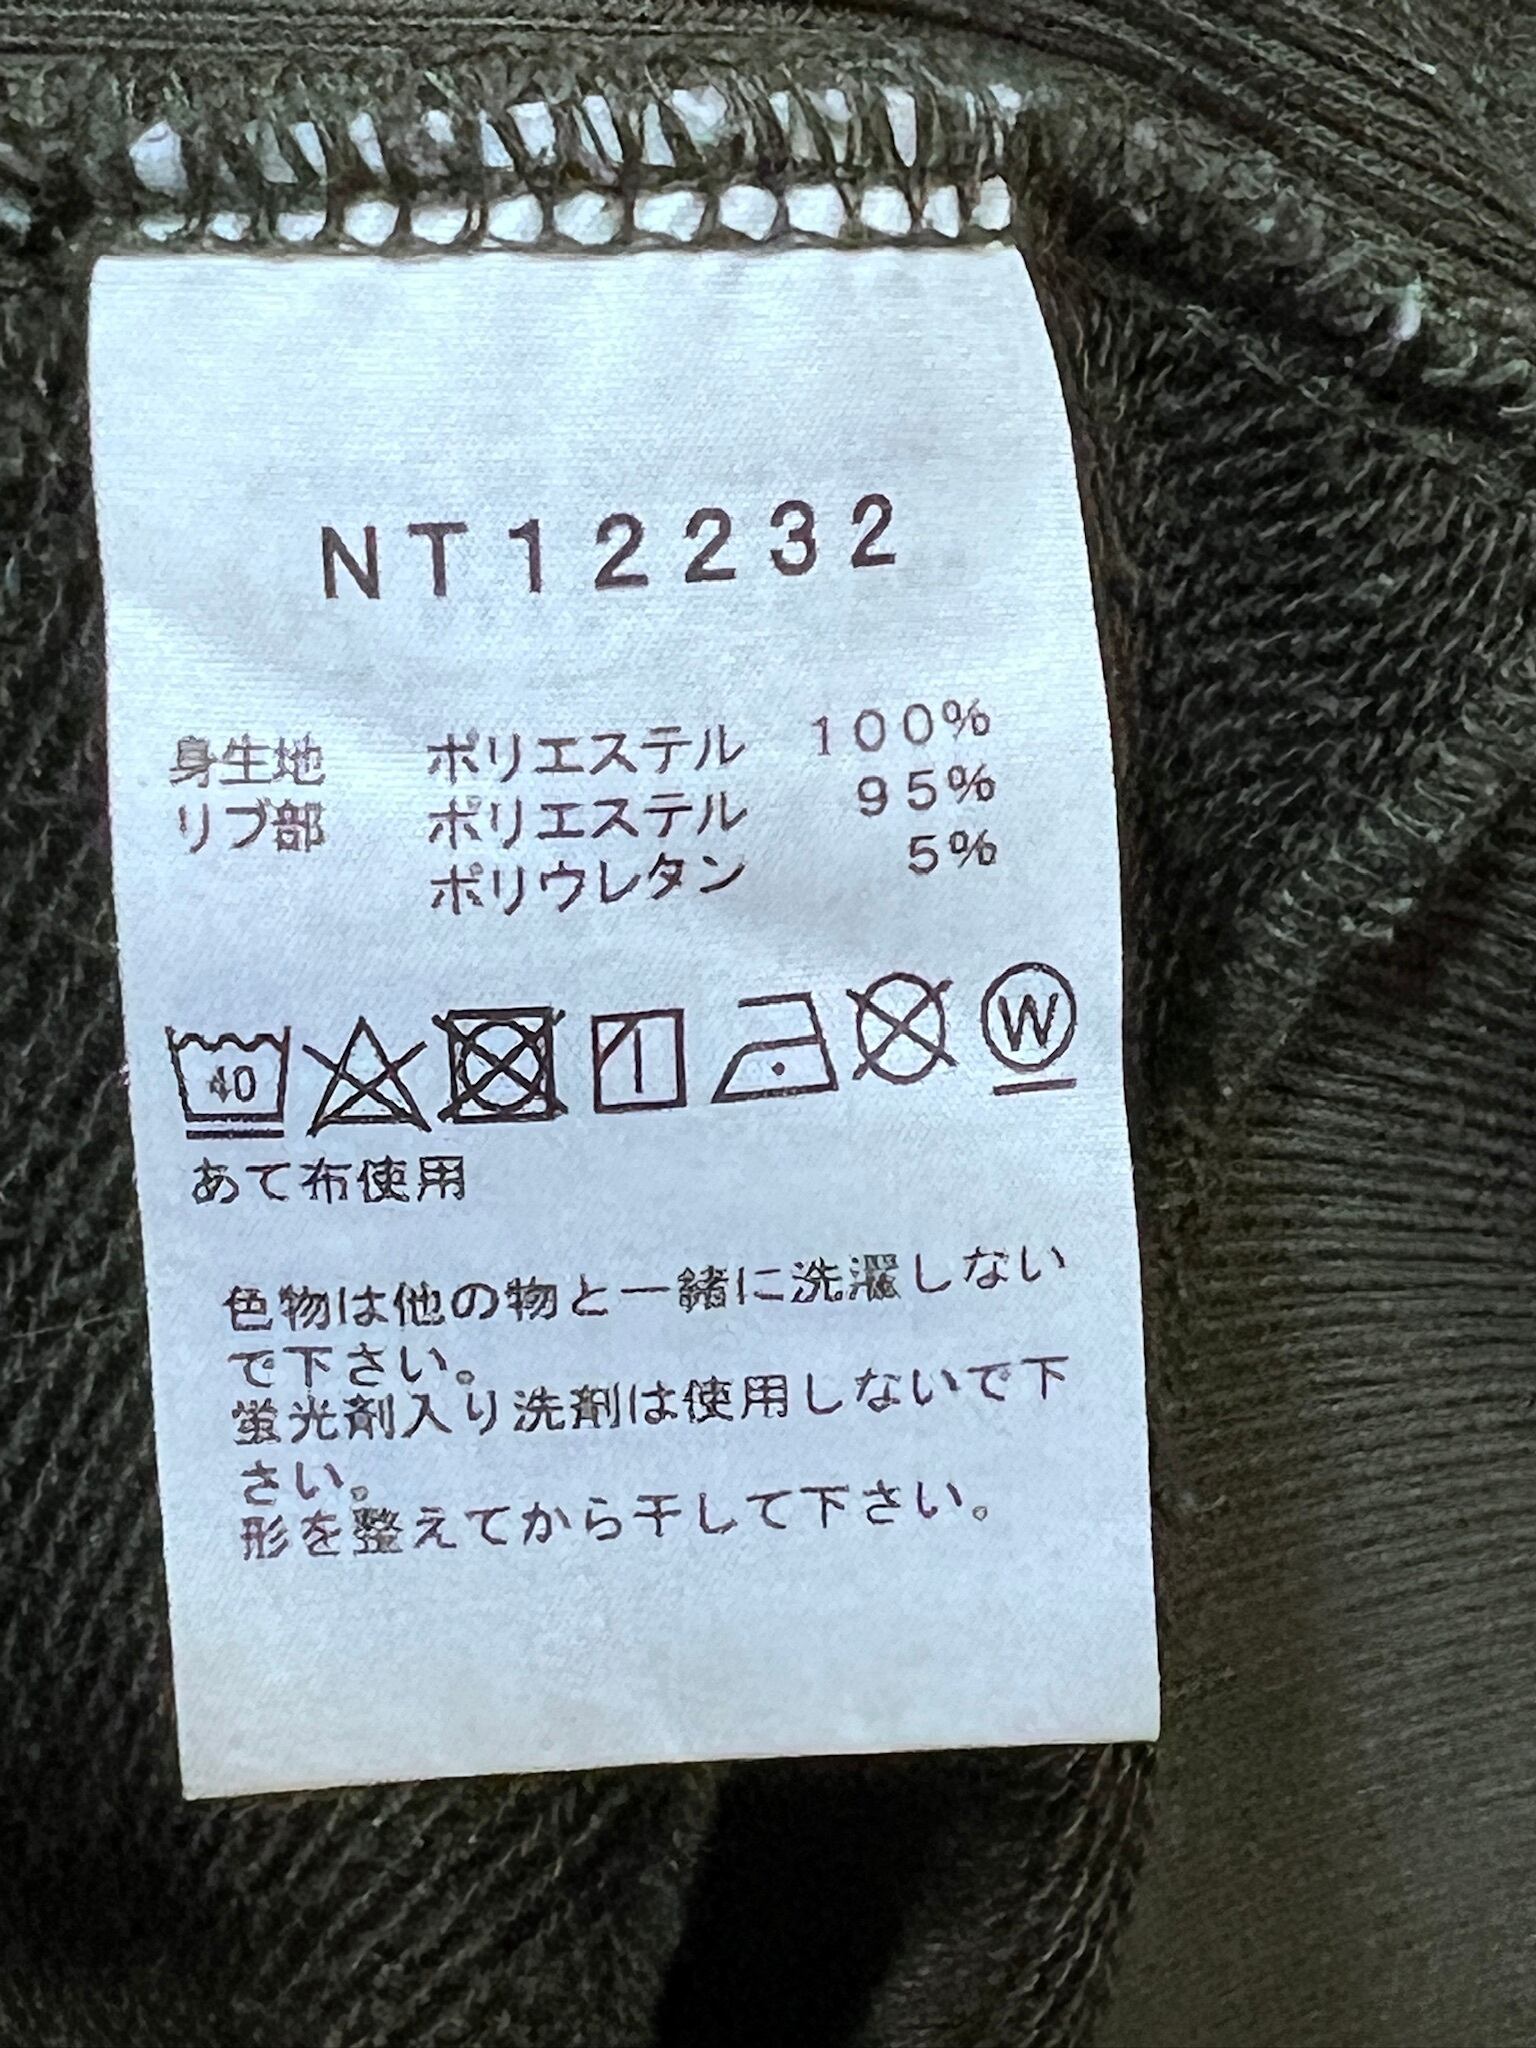 NT12232
身生地 ポリエステル 100%
リブ部 ポリエステル 95%
ポリウレタン 5%
40 W
あて布使用
色物は他の物と一緒に洗濯しない
で下さい。
蛍光剤入り洗剤は使用しないで下
さい。
形を整えてから干して下さい。